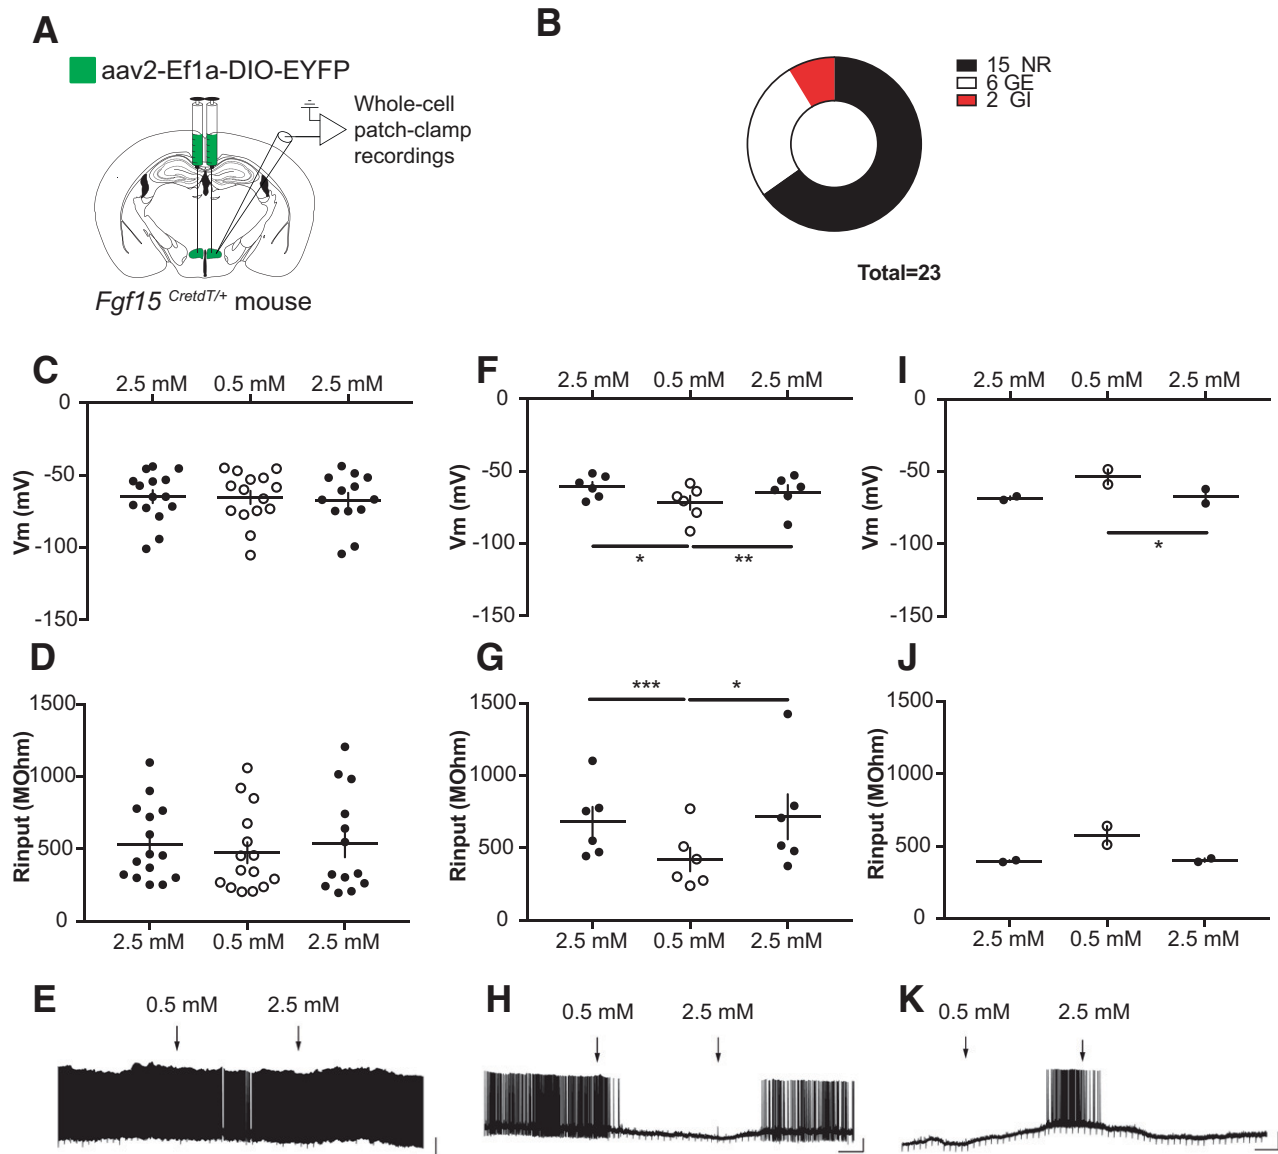 A
aav2-Ef1a-DIO-EYFP
Whole-cell
patch-clamp
recordings
Fgf15 CretdT/+ mouse
B
15 NR
6 GE
2 GI
Total=23
C
2.5 mM 0.5 mM 2.5 mM
Vm (mV)
0
-50
-100
-150
F
2.5 mM 0.5 mM 2.5 mM
Vm (mV)
0
-50
-100
-150
* **
I
2.5 mM 0.5 mM 2.5 mM
Vm (mV)
0
-50
-100
-150
*
D
Rinput (MOhm)
1500
1000
500
0
2.5 mM 0.5 mM 2.5 mM
G
*** *
Rinput (MOhm)
1500
1000
500
0
2.5 mM 0.5 mM 2.5 mM
J
Rinput (MOhm)
1500
1000
500
0
2.5 mM 0.5 mM 2.5 mM
E
0.5 mM 2.5 mM
H
0.5 mM 2.5 mM
K
0.5 mM 2.5 mM